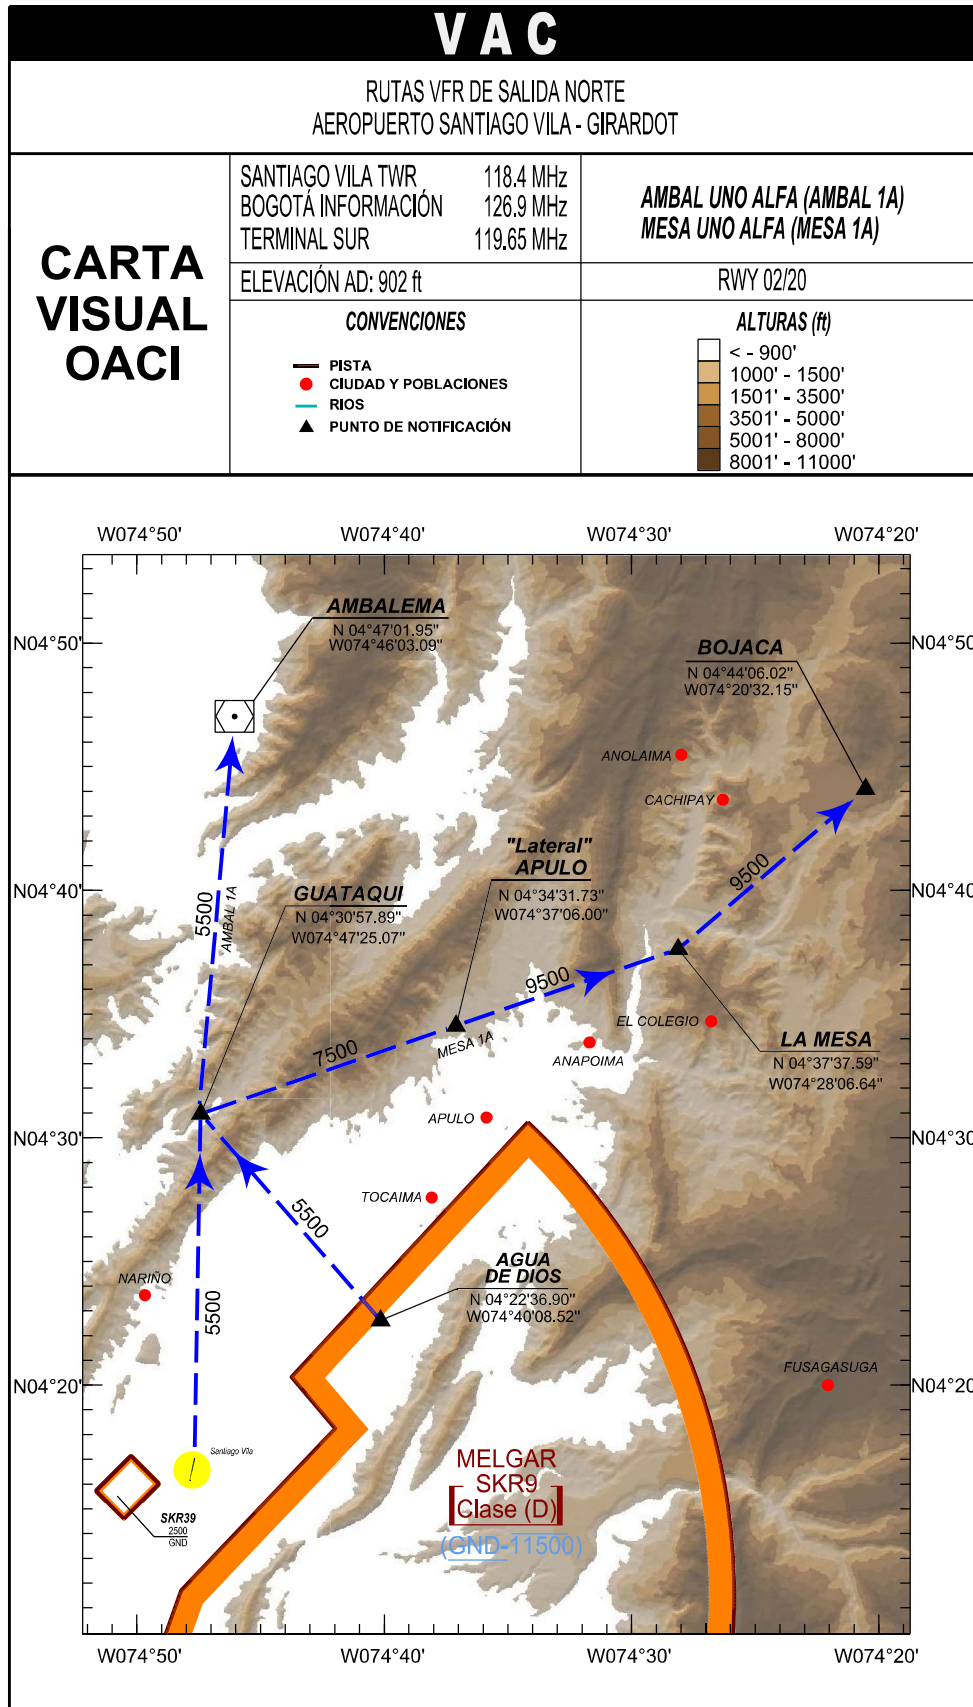 VAC
RUTAS VFR DE SALIDA NORTE
AEROPUERTO SANTIAGO VILA - GIRARDOT
CARTA
VISUAL
OACI
SANTIAGO VILA TWR 118.4 MHz
BOGOTÁ INFORMACIÓN 126.9 MHz
TERMINAL SUR 119.65 MHz
AMBAL UNO ALFA (AMBAL 1A)
MESA UNO ALFA (MESA 1A)
ELEVACIÓN AD: 902 ft
RWY 02/20
CONVENCIONES
PISTA
CIUDAD Y POBLACIONES
RIOS
PUNTO DE NOTIFICACIÓN
ALTURAS (ft)
< - 900'
1000' - 1500'
1501' - 3500'
3501' - 5000'
5001' - 8000'
8001' - 11000'
W074°50' W074°40' W074°30' W074°20'
N04°50' N04°50'
AMBALEMA
N 04°47'01.95"
W074°46'03.09"
BOJACA
N 04°44'06.02"
W074°20'32.15"
ANOLAIMA
CACHIPAY
"Lateral"
APULO
N 04°34'31.73"
W074°37'06.00"
N04°40' N04°40'
GUATAQUI
N 04°30'57.89"
W074°47'25.07"
5500
AMBAL 1A
9500
9500
7500
MESA 1A
EL COLEGIO
ANAPOIMA
LA MESA
N 04°37'37.59"
W074°28'06.64"
APULO
N04°30' N04°30'
TOCAIMA
5500
AGUA
DE DIOS
N 04°22'36.90"
W074°40'08.52"
NARIÑO
5500
FUSAGASUGA
N04°20' N04°20'
Santiago Vila
SKR39
2500
GND
MELGAR
SKR9
[Clase (D)]
(GND-11500)
W074°50' W074°40' W074°30' W074°20'